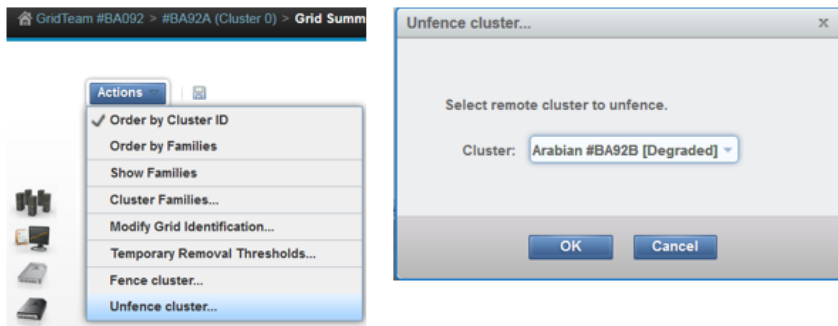 GridTeam #BA092 > #BA92A (Cluster 0) > Grid Summ
Actions
Order by Cluster ID
Order by Families
Show Families
Cluster Families...
Modify Grid Identification...
Temporary Removal Thresholds...
Fence cluster...
Unfence cluster...
Unfence cluster...
x
Select remote cluster to unfence.
Cluster: Arabian #BA92B [Degraded]
OK Cancel